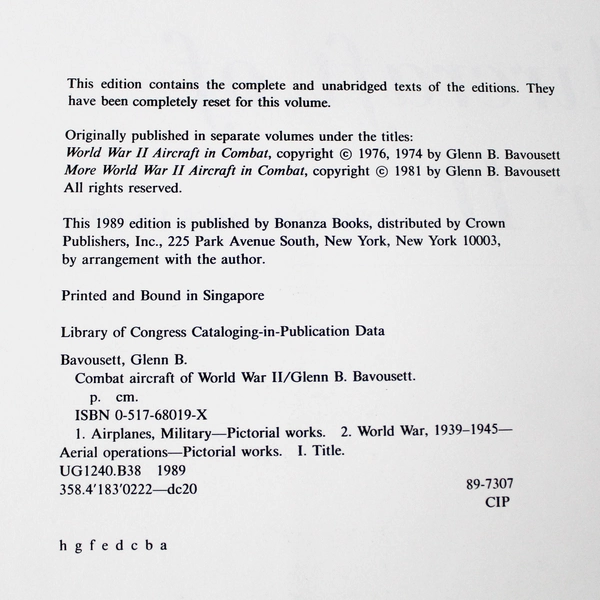 This edition contains the complete and unabridged texts of the editions. They
have been completely reset for this volume.
Originally published in separate volumes under the titles:
World War II Aircraft in Combat, copyright © 1976, 1974 by Glenn B. Bavousett
More World War II Aircraft in Combat, copyright © 1981 by Glenn B. Bavousett
All rights reserved.
This 1989 edition is published by Bonanza Books, distributed by Crown
Publishers, Inc., 225 Park Avenue South, New York, New York 10003,
by arrangement with the author.
Printed and Bound in Singapore
Library of Congress Cataloging-in-Publication Data
Bavousett, Glenn B.
Combat aircraft of World War II/Glenn B. Bavousett.
p. cm.
ISBN 0-517-68019-X
1. Airplanes, Military—Pictorial works. 2. World War, 1939–1945—
Aerial operations—Pictorial works. I. Title.
UG1240.B38 1989
358.4′183′0222—dc20 89-7307
CIP
h g f e d c b a